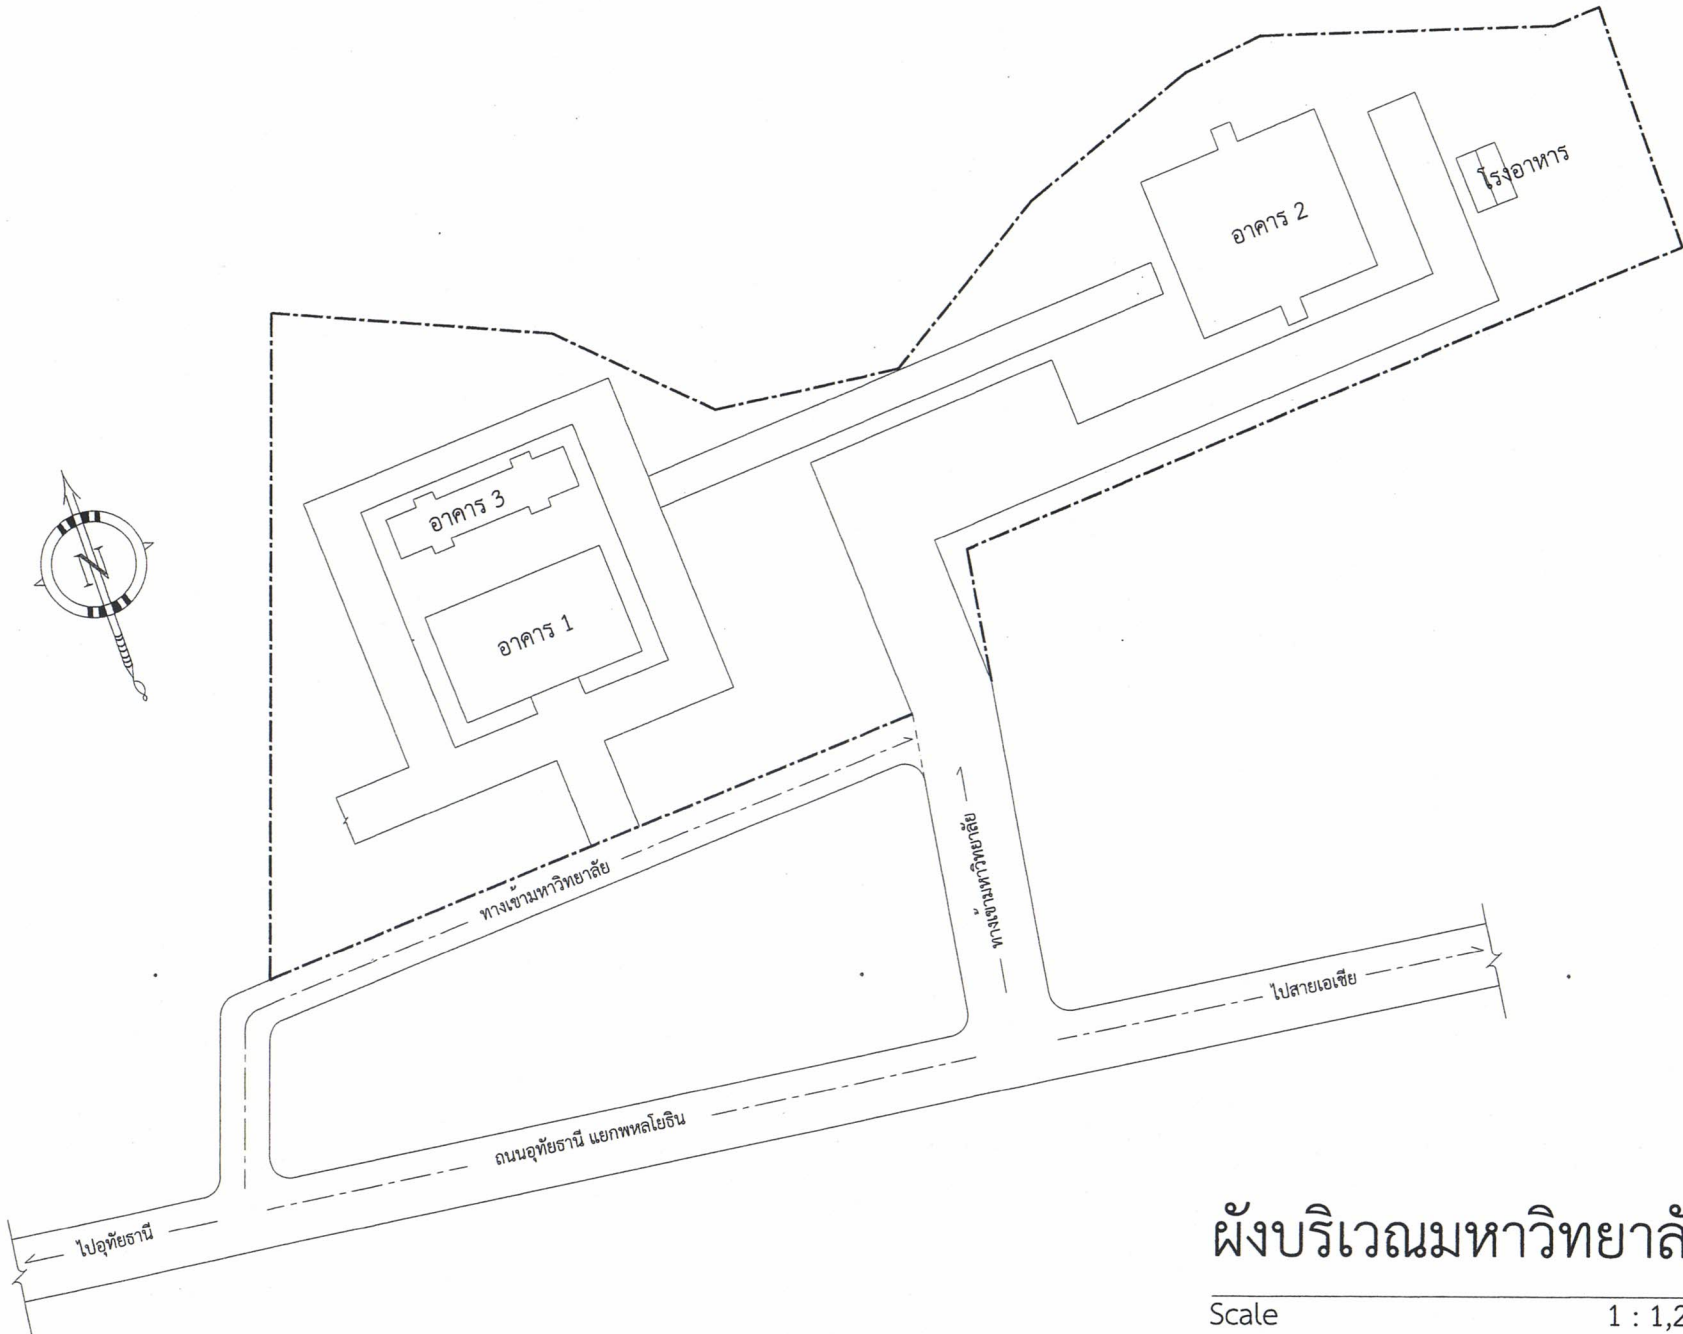 โรงอาหาร
อาคาร 2
อาคาร 3
อาคาร 1
N
ทางเข้ามหาวิทยาลัย
ทางเข้ามหาวิทยาลัย
ไปสายเอเชีย
ถนนอุทัยธานี แยกพหลโยธิน
ไปอุทัยธานี
ผังบริเวณมหาวิทยาลั
Scale 1 : 1,2